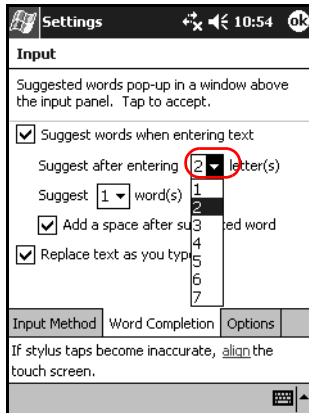 Settings 10:54 ok
Input
Suggested words pop-up in a window above
the input panel. Tap to accept.
Suggest words when entering text
Suggest after entering 2 letter(s)
Suggest 1 word(s)
1
2
3
4
5
6
7
Add a space after su ted word
Replace text as you typ
Input Method Word Completion Options
If stylus taps become inaccurate, align the
touch screen.